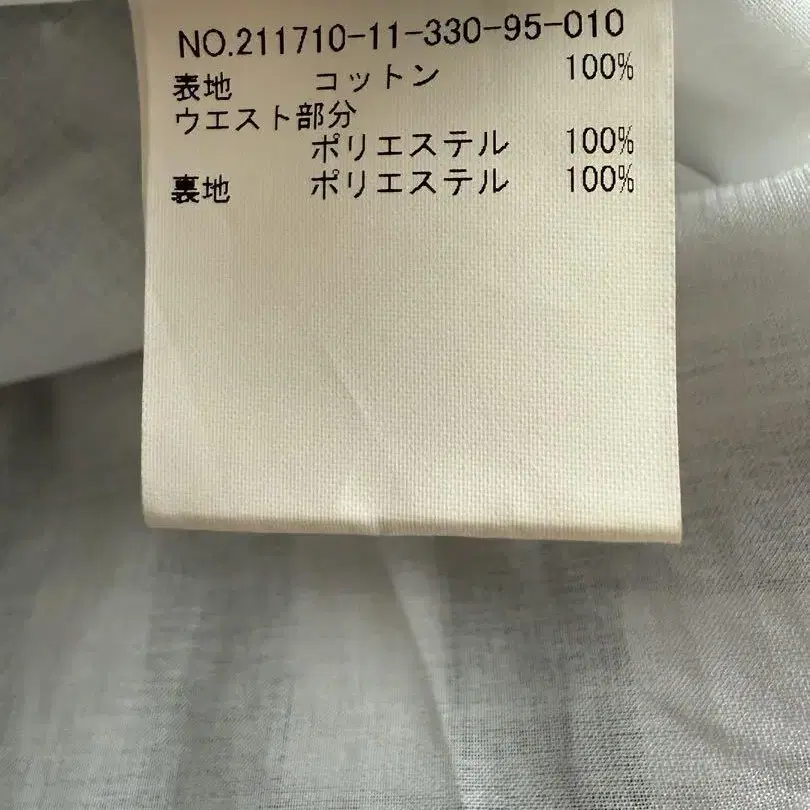 NO.211710-11-330-95-010
表地 コットン 100%
ウエスト部分
ポリエステル 100%
裏地 ポリエステル 100%